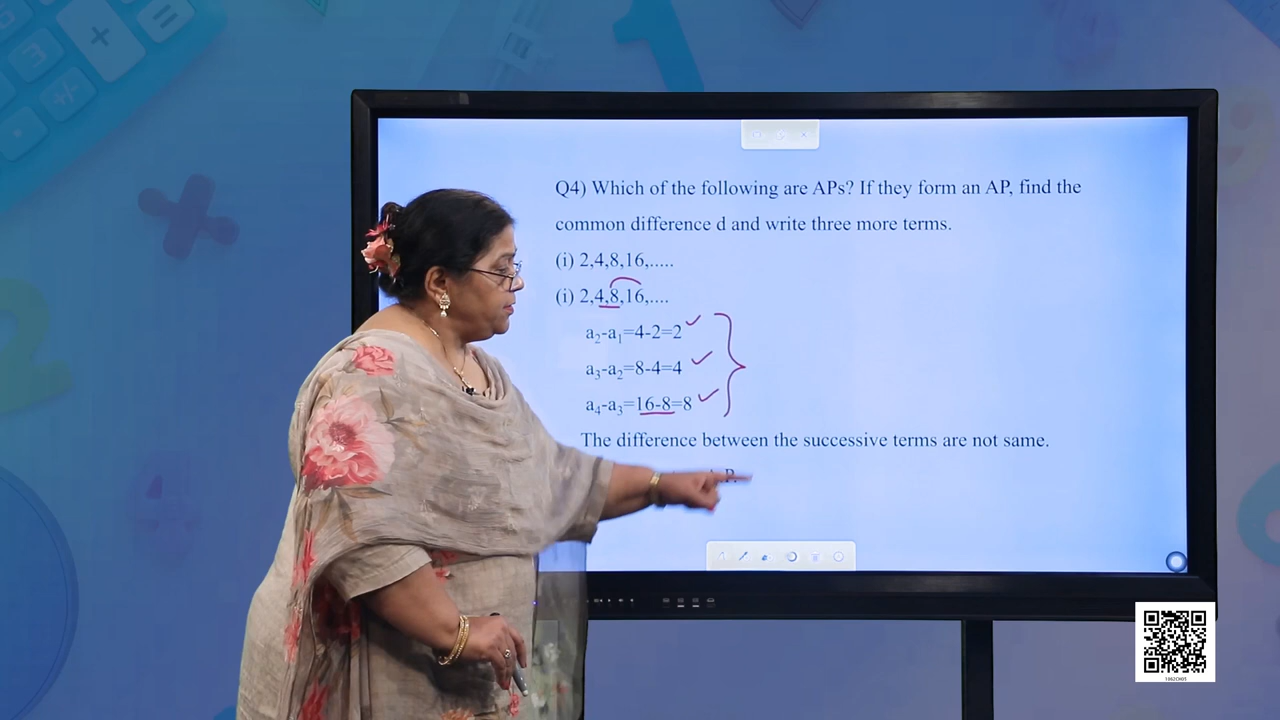 Q4) Which of the following are APs? If they form an AP, find the
common difference d and write three more terms.
(i) 2,4,8,16,.....
(i) 2,4,8,16,....
a₂-a₁=4-2=2
a₃-a₂=8-4=4
a₄-a₃=16-8=8
The difference between the successive terms are not same.
1062CH05